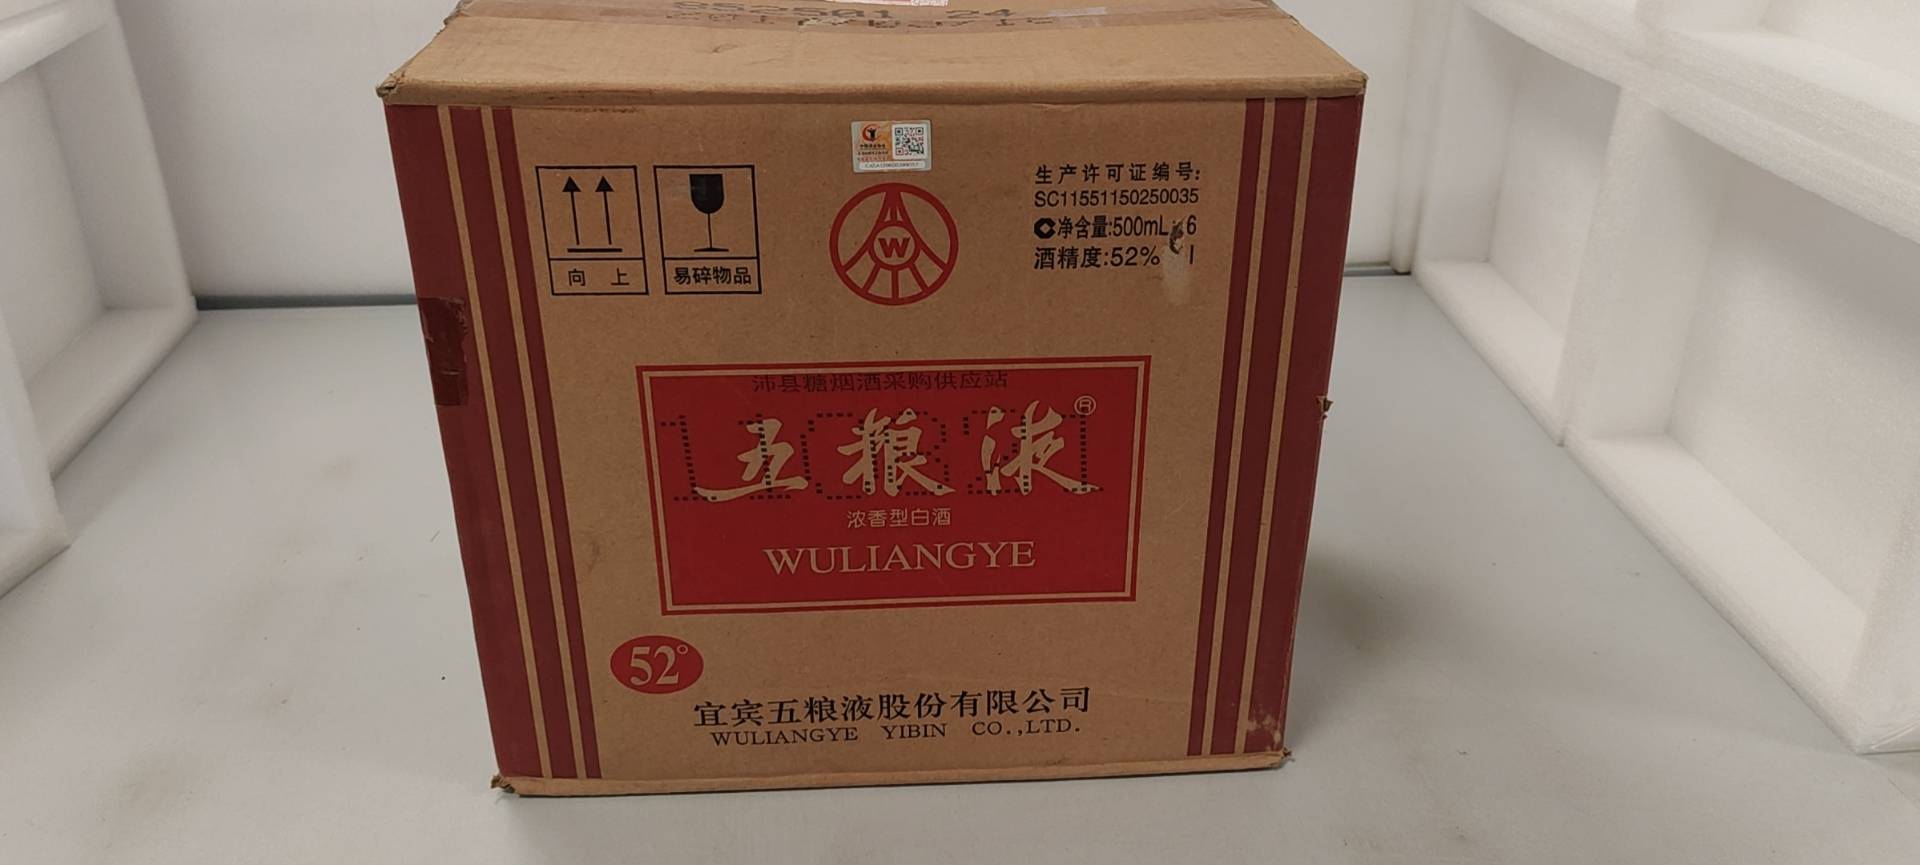 向 上
易碎物品
生产许可证编号:
SC11551150250035
净含量:500mL 6
酒精度:52%
W
沛县糖烟酒采购供应站
五粮液®
浓香型白酒
WULIANGYE
52°
宜宾五粮液股份有限公司
WULIANGYE YIBIN CO.,LTD.